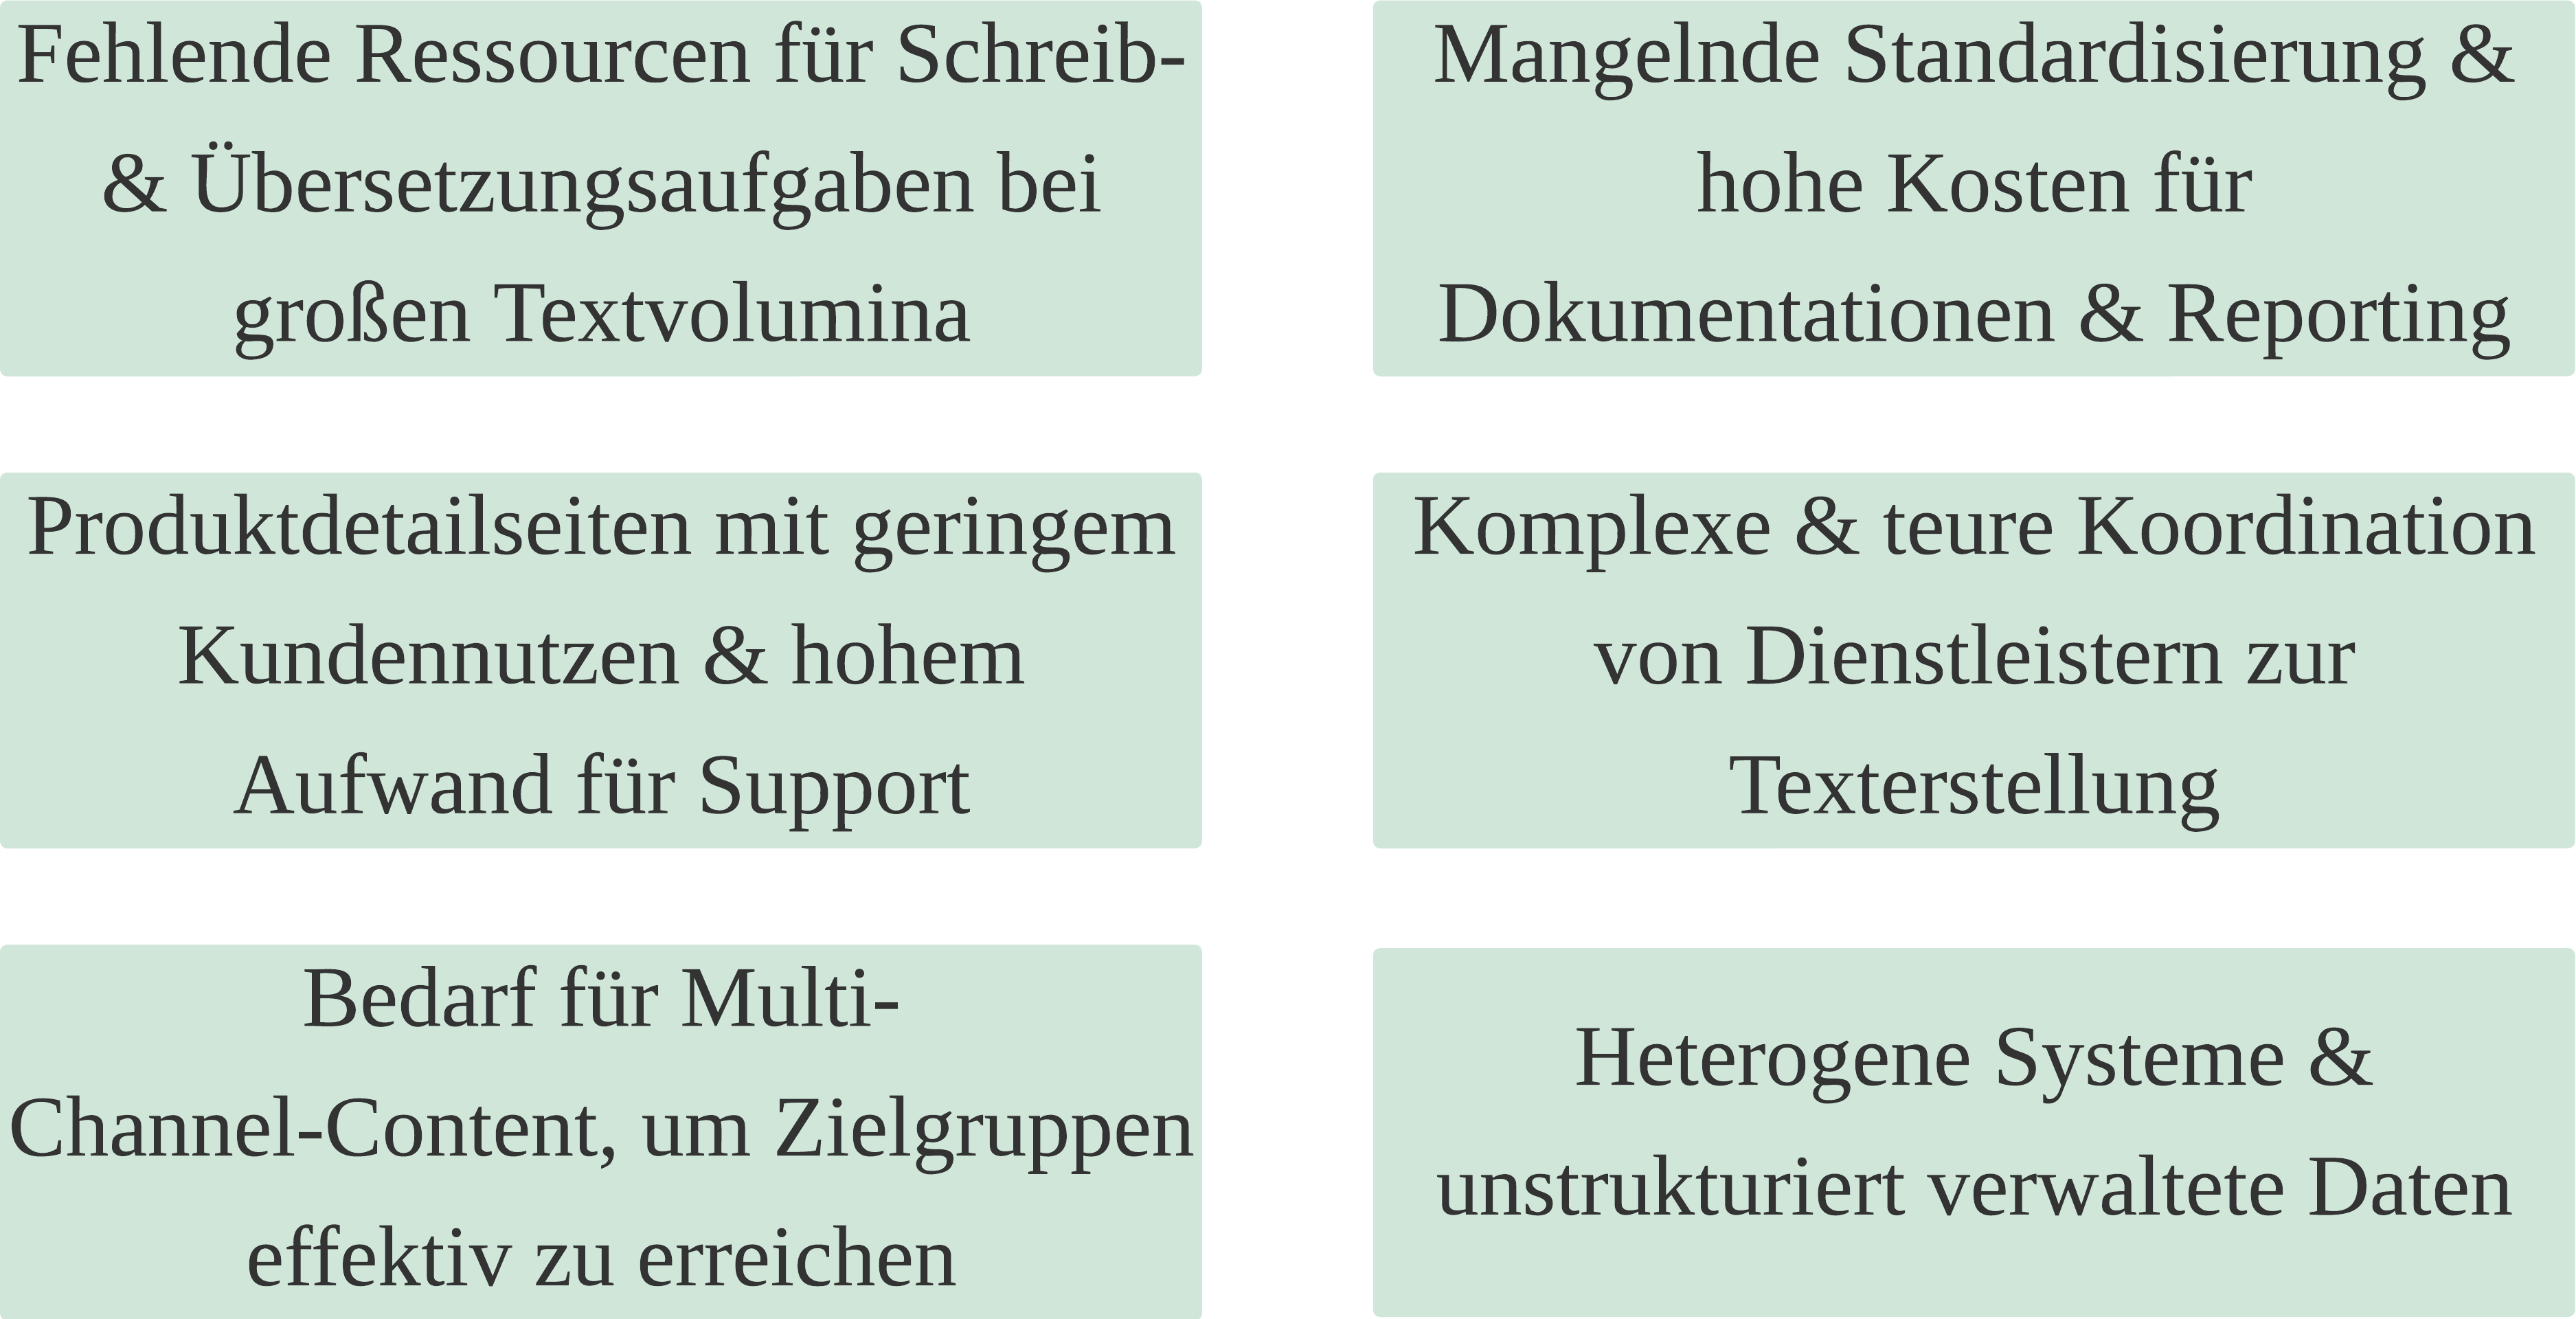 Fehlende Ressourcen für Schreib-
& Übersetzungsaufgaben bei
großen Textvolumina
Mangelnde Standardisierung &
hohe Kosten für
Dokumentationen & Reporting
Produktdetailseiten mit geringem
Kundennutzen & hohem
Aufwand für Support
Komplexe & teure Koordination
von Dienstleistern zur
Texterstellung
Bedarf für Multi-
Channel-Content, um Zielgruppen
effektiv zu erreichen
Heterogene Systeme &
unstrukturiert verwaltete Daten